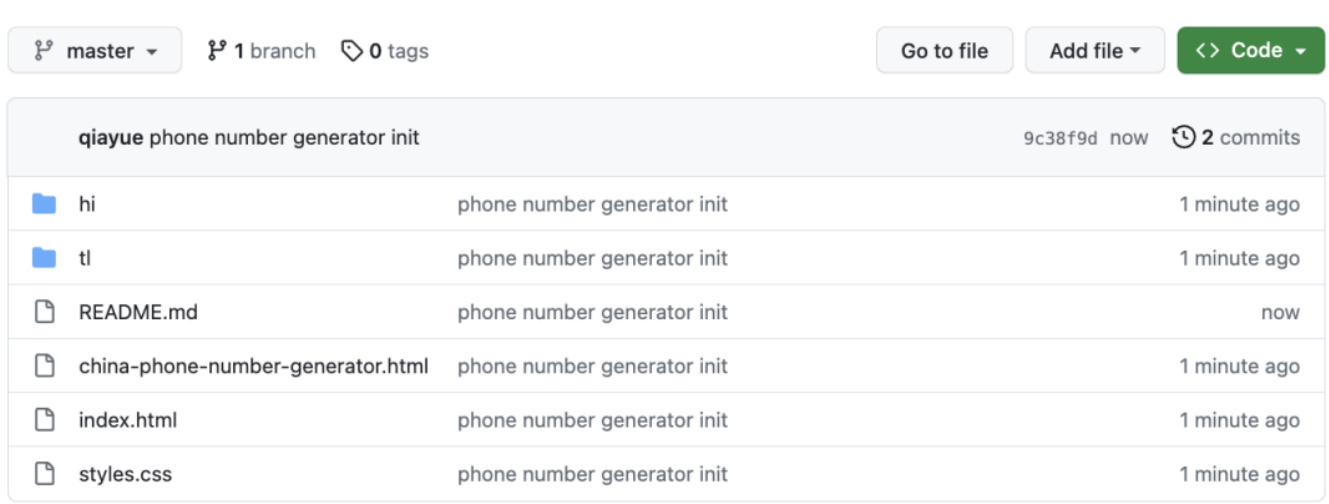 master 1 branch 0 tags Go to file Add file Code
qiayue phone number generator init 9c38f9d now 2 commits
hi phone number generator init 1 minute ago
tl phone number generator init 1 minute ago
README.md phone number generator init now
china-phone-number-generator.html phone number generator init 1 minute ago
index.html phone number generator init 1 minute ago
styles.css phone number generator init 1 minute ago